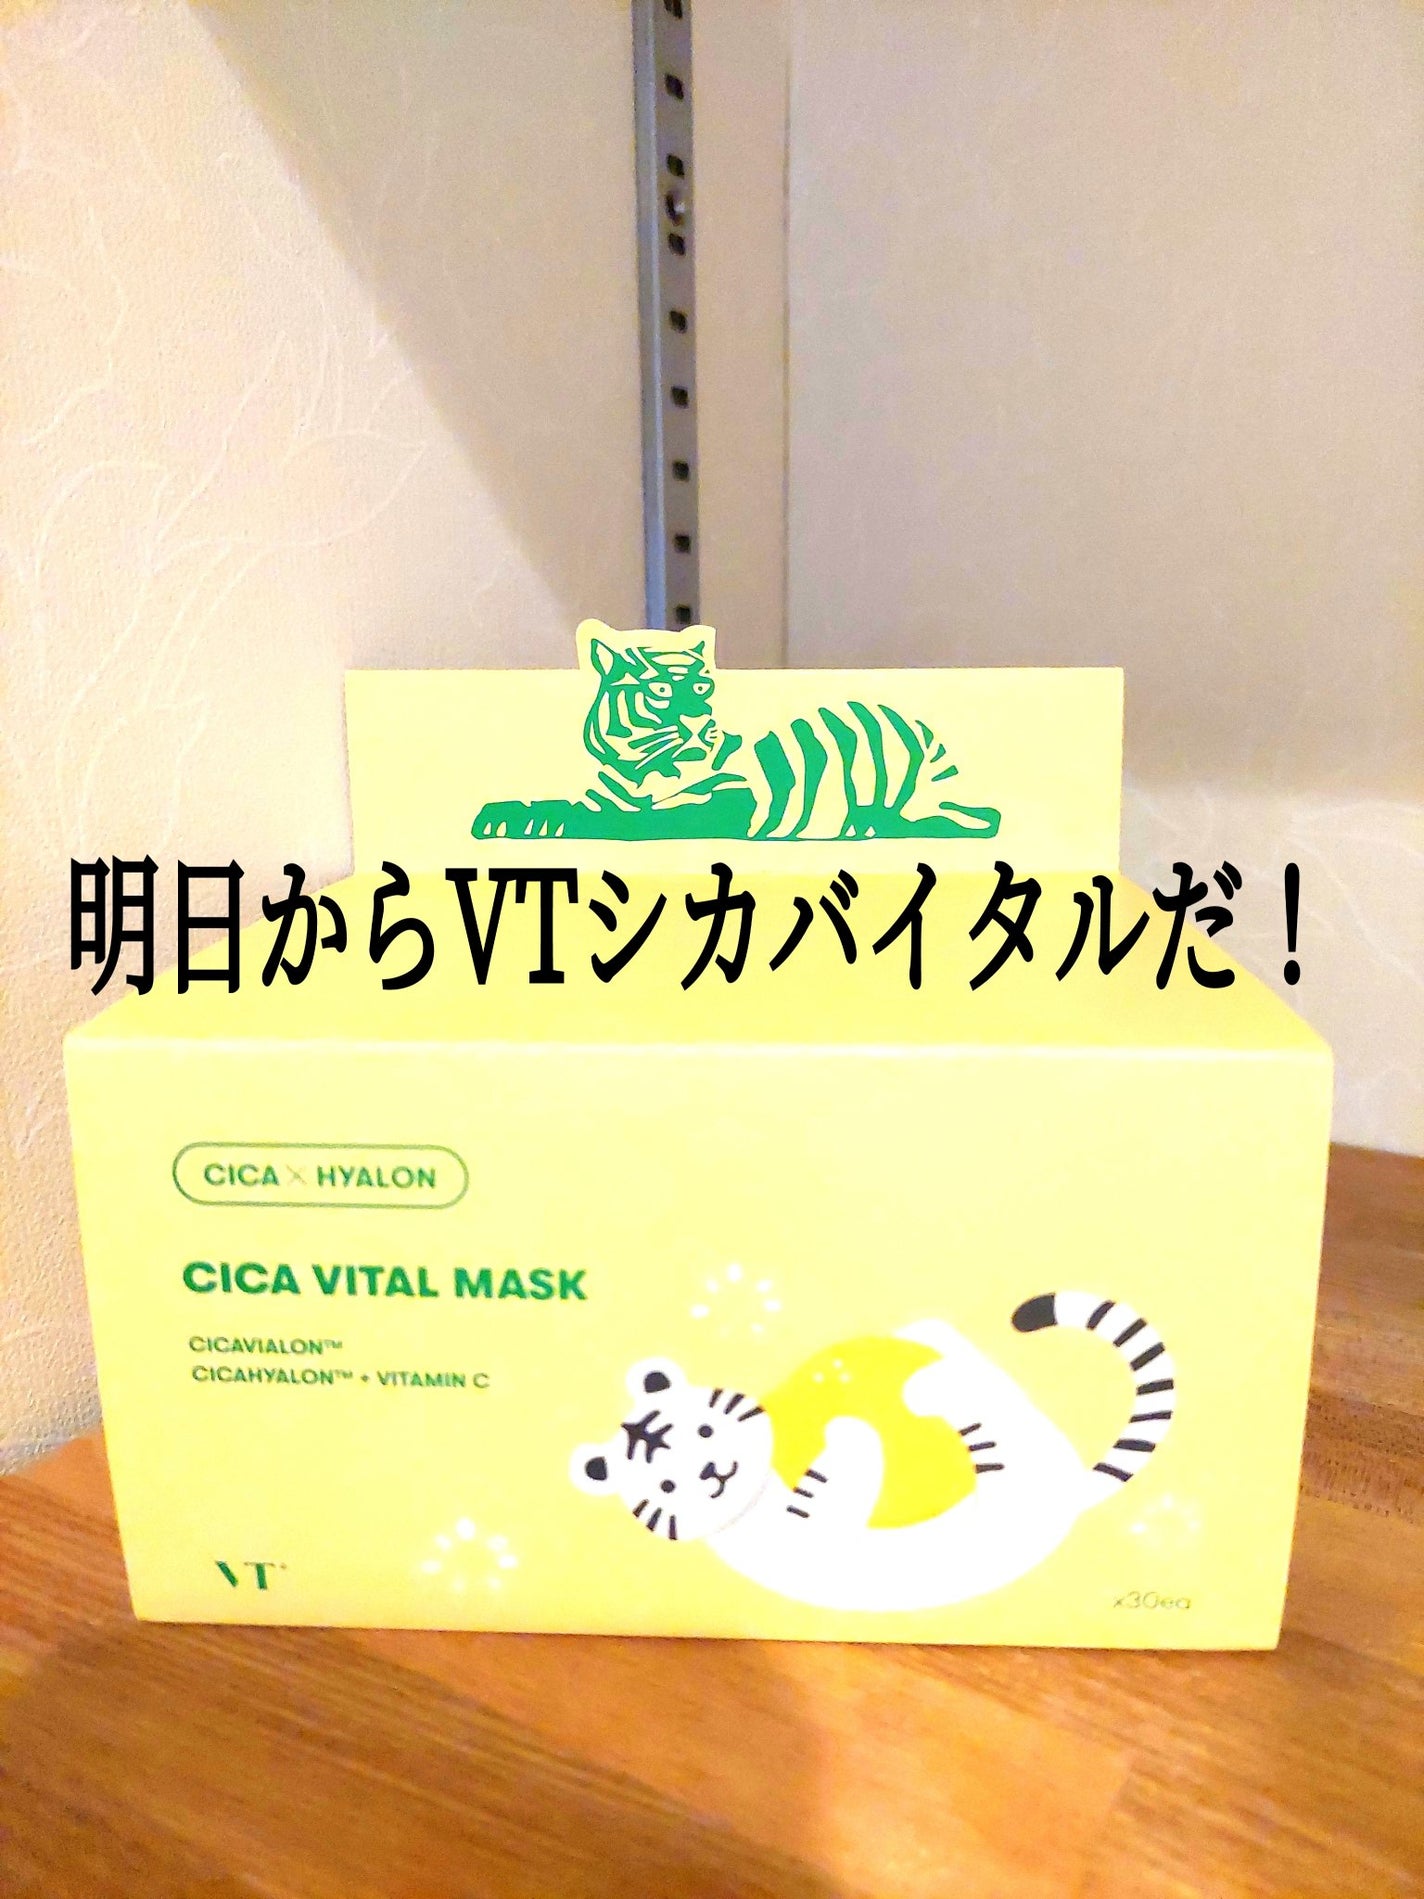 明日からVTシカバイタルだ！
CICA × HYALON
CICA VITAL MASK
CICAVIALON™
CICAHYALON™ + VITAMIN C
VT
x30ea